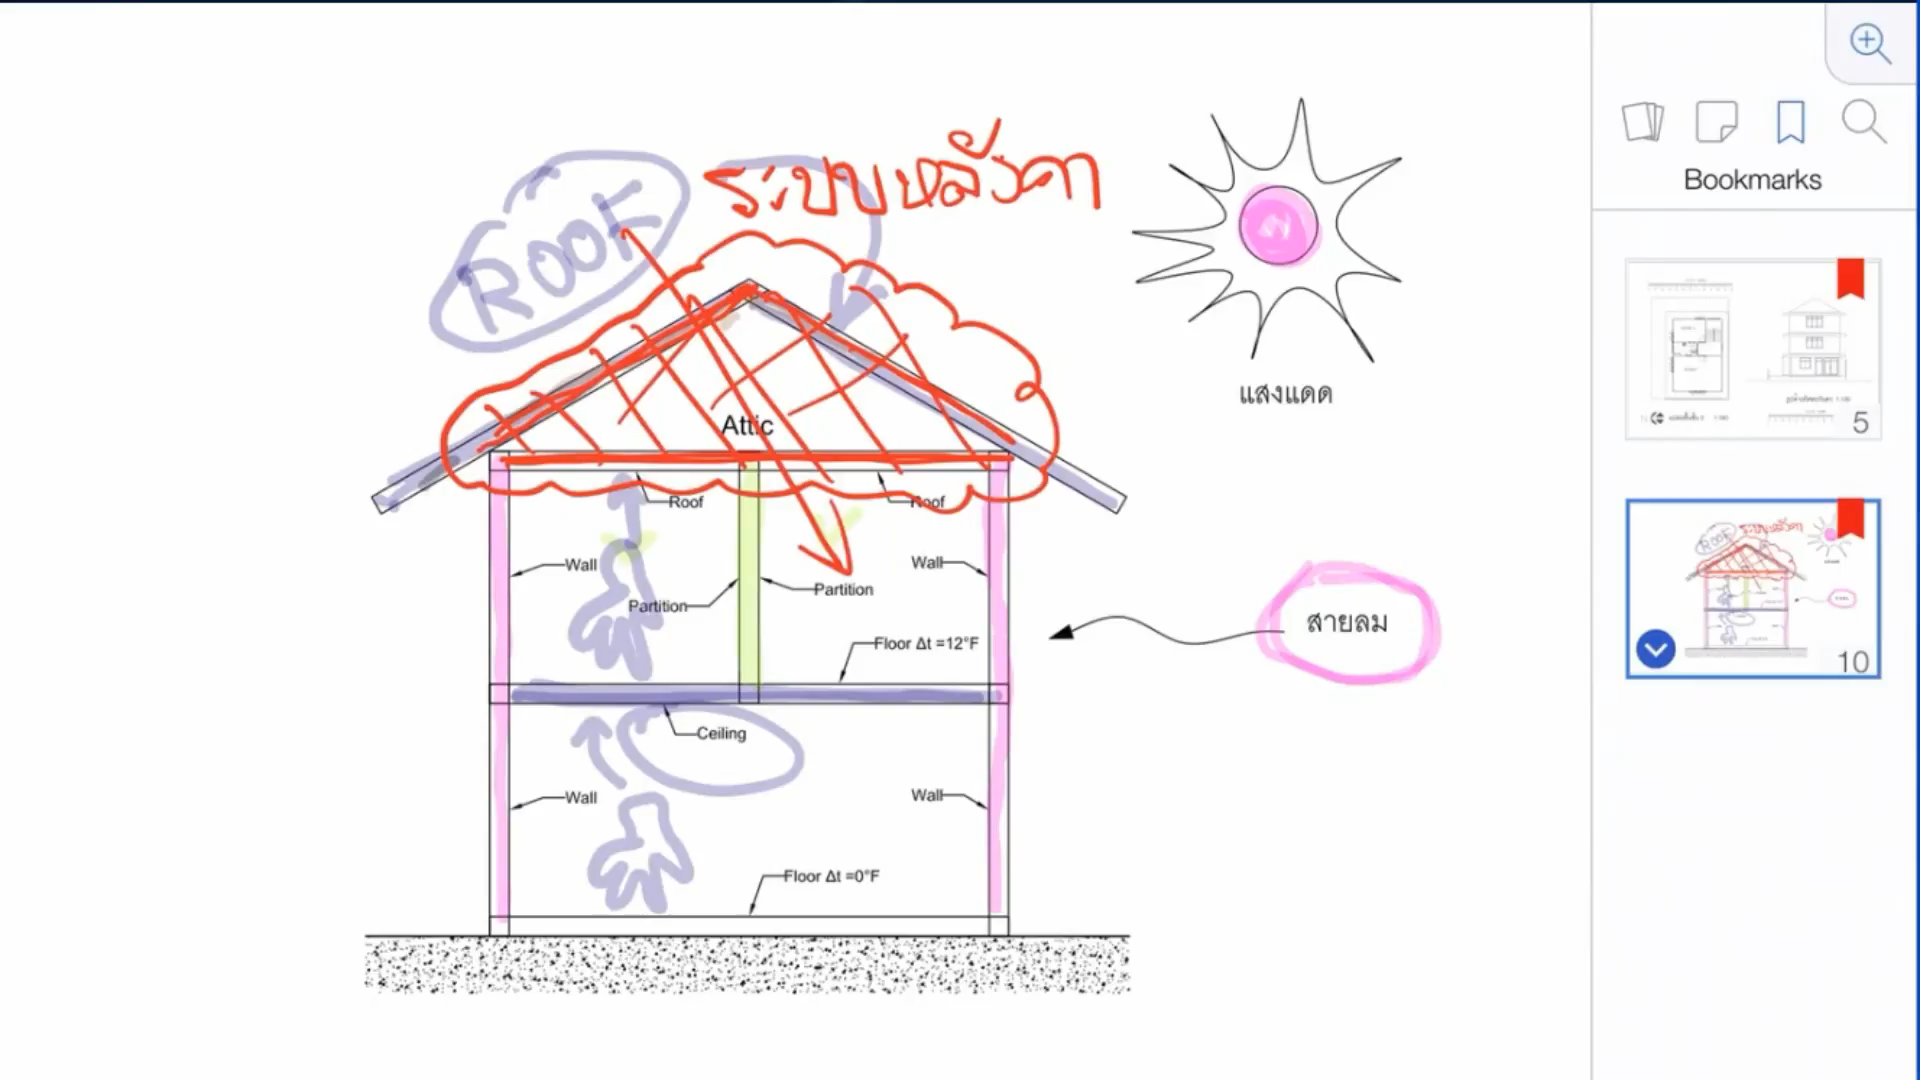 Bookmarks
ระบบหลังคา
ROOF
แสงแดด
Attic
Roof
Roof
Wall
Wall
Partition
Partition
สายลม
Floor Δt =12°F
Ceiling
Wall
Wall
Floor Δt =0°F
5
10